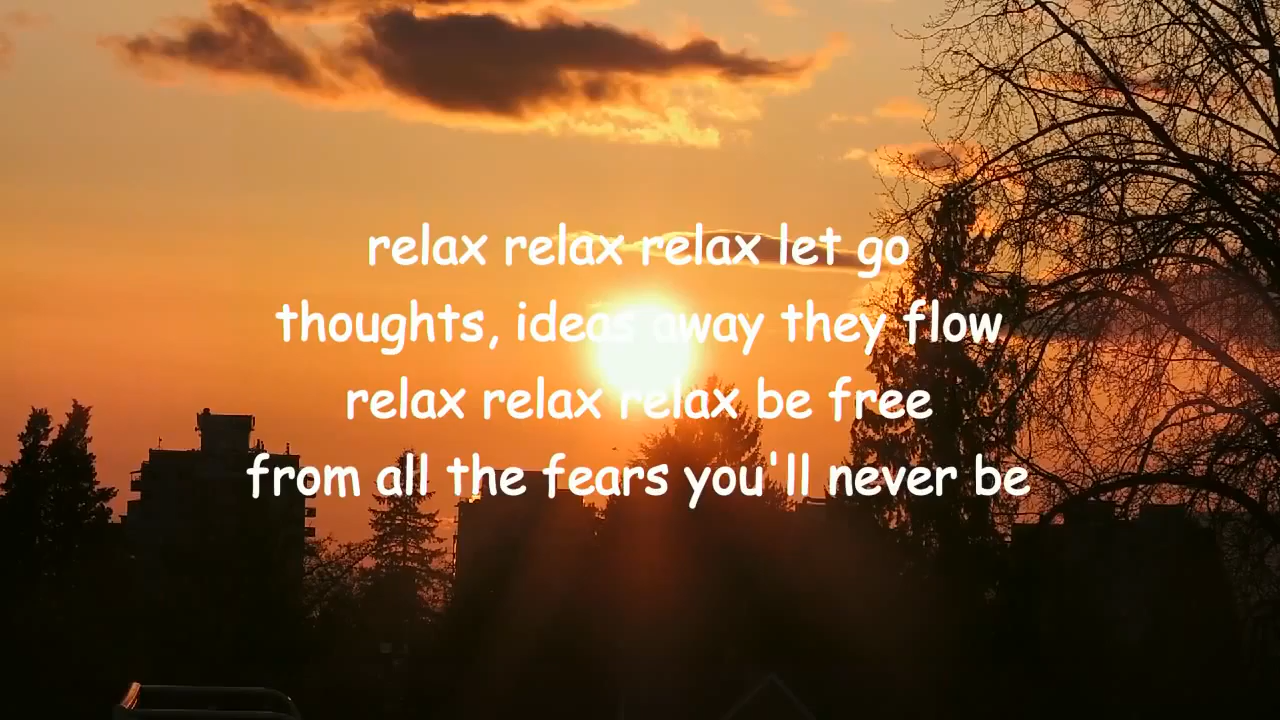 relax relax relax let go
thoughts, ideas away they flow
relax relax relax be free
from all the fears you'll never be